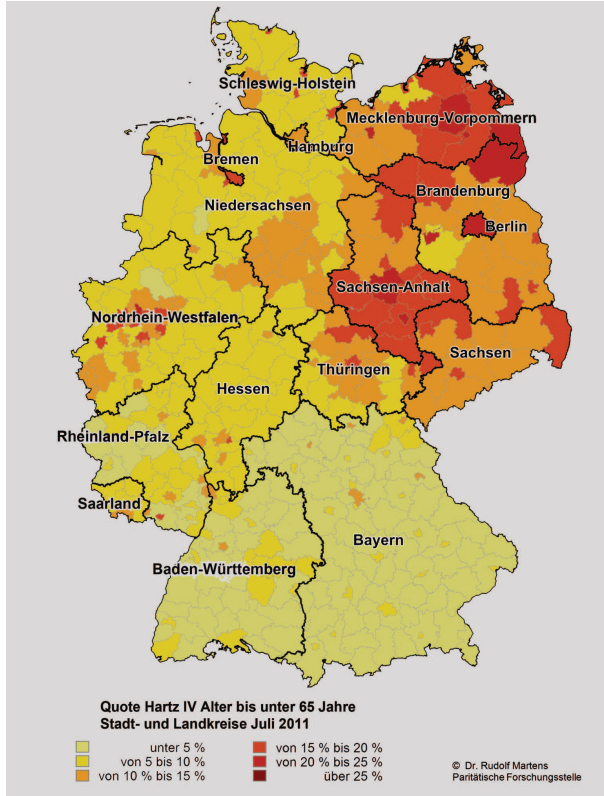 Schleswig-Holstein
Mecklenburg-Vorpommern
Hamburg
Bremen
Brandenburg
Niedersachsen
Berlin
Sachsen-Anhalt
Nordrhein-Westfalen
Sachsen
Thüringen
Hessen
Rheinland-Pfalz
Saarland
Bayern
Baden-Württemberg
Quote Hartz IV Alter bis unter 65 Jahre
Stadt- und Landkreise Juli 2011
unter 5 %
von 5 bis 10 %
von 10 % bis 15 %
von 15 % bis 20 %
von 20 % bis 25 %
über 25 %
© Dr. Rudolf Martens
Paritätische Forschungsstelle